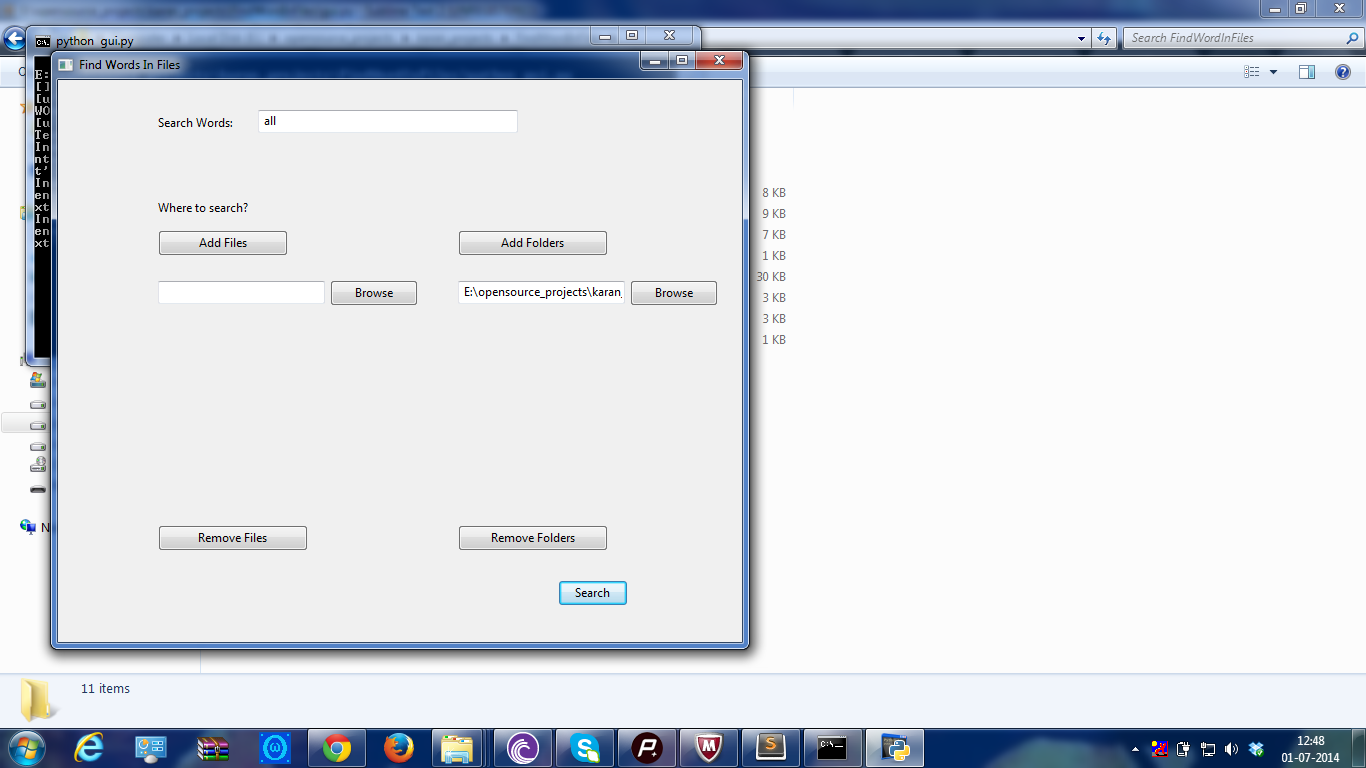 Search FindWordInFiles
python gui.py
Find Words In Files
E:
[]
[u
WO
[u
Te
In
nt'
In
en
xt
In
en
xt
Search Words:
all
Where to search?
Add Files
Add Folders
Browse
E:\opensource_projects\karan_
Browse
8 KB
9 KB
7 KB
1 KB
30 KB
3 KB
3 KB
1 KB
N
Remove Files
Remove Folders
Search
11 items
12:48
01-07-2014